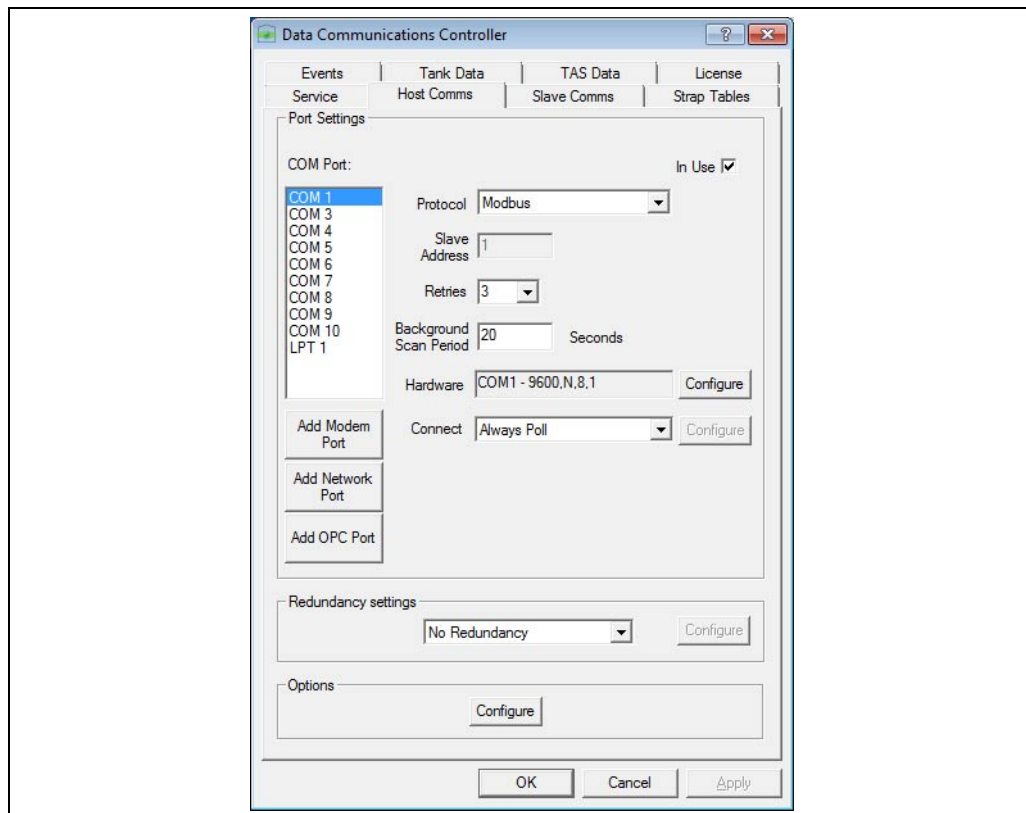 Data Communications Controller
Events Tank Data TAS Data License
Service Host Comms Slave Comms Strap Tables
Port Settings
COM Port: In Use
COM 1
COM 3
COM 4
COM 5
COM 6
COM 7
COM 8
COM 9
COM 10
LPT 1
Protocol Modbus
Slave
Address 1
Retries 3
Background
Scan Period 20 Seconds
Hardware COM1 - 9600,N,8,1 Configure
Connect Always Poll Configure
Add Modem
Port
Add Network
Port
Add OPC Port
Redundancy settings
No Redundancy Configure
Options
Configure
OK Cancel Apply